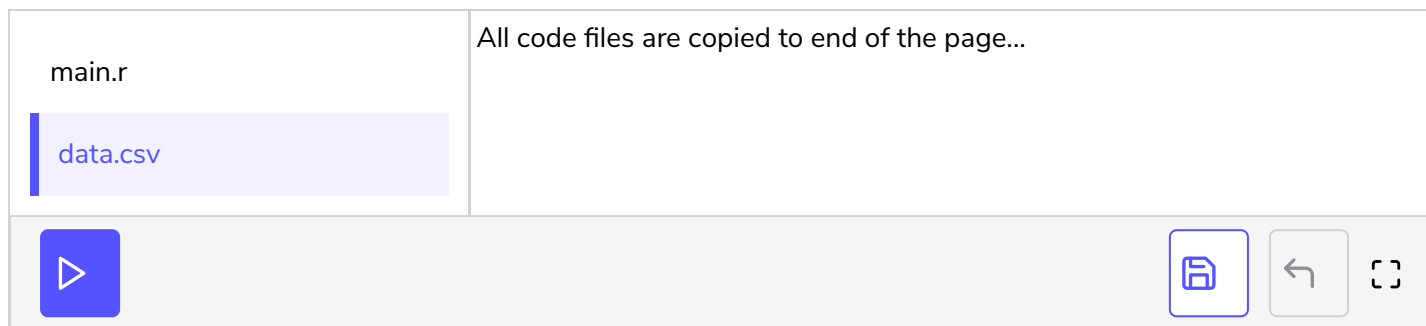 main.r
data.csv
All code files are copied to end of the page...